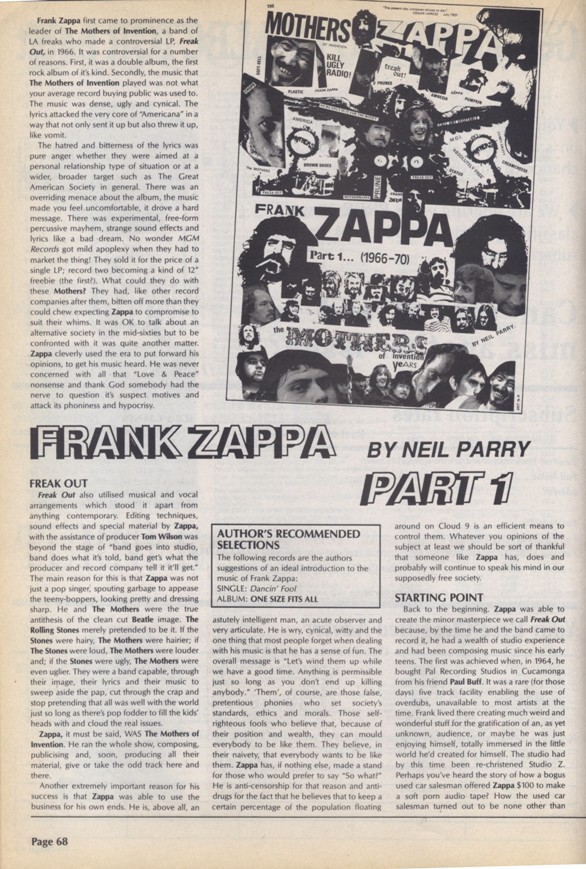 Frank Zappa first came to prominence as the
leader of The Mothers of Invention, a band of
LA freaks who made a controversial LP, Freak
Out, in 1966. It was controversial for a number
of reasons. First, it was a double album, the first
rock album of it's kind. Secondly, the music that
The Mothers of Invention played was not what
your average record buying public was used to.
The music was dense, ugly and cynical. The
lyrics attacked the very core of "Americana" in a
way that not only sent it up but also threw it up,
like vomit.
The hatred and bitterness of the lyrics was
pure anger whether they were aimed at a
personal relationship type of situation or at a
wider, broader target such as The Great
American Society in general. There was an
overriding menace about the album, the music
made you feel uncomfortable, it drove a hard
message. There was experimental, free-form
percussive mayhem, strange sound effects and
lyrics like a bad dream. No wonder MGM
Records got mild apoplexy when they had to
market the thing! They sold it for the price of a
single LP; record two becoming a kind of 12"
freebie (the first?). What could they do with
these Mothers? They had, like other record
companies after them, bitten off more than they
could chew expecting Zappa to compromise to
suit their whims. It was OK to talk about an
alternative society in the mid-sixties but to be
confronted with it was quite another matter.
Zappa cleverly used the era to put forward his
opinions, to get his music heard. He was never
concerned with all that "Love & Peace"
nonsense and thank God somebody had the
nerve to question it's suspect motives and
attack its phoniness and hypocrisy.
THE
MOTHERS
OF INVENTION
ZAPPA
KILL
UGLY
RADIO!
freak
out!
PLASTIC
FRANK ZAPPA
PRUNES
PUMPKIN
AMERICA
BROWN SHOES
FRANK
ZAPPA
Part 1... (1966-70)
the
MOTHERS
of invention
years
BY NEIL PARRY.
FRANK ZAPPA BY NEIL PARRY
PART 1
FREAK OUT
Freak Out also utilised musical and vocal
arrangements which stood it apart from
anything contemporary. Editing techniques,
sound effects and special material by Zappa,
with the assistance of producer Tom Wilson was
beyond the stage of "band goes into studio,
band does what it's told, band get's what the
producer and record company tell it it'll get."
The main reason for this is that Zappa was not
just a pop singer, spouting garbage to appease
the teeny-boppers, looking pretty and dressing
sharp. He and The Mothers were the true
antithesis of the clean cut Beatle image. The
Rolling Stones merely pretended to be it. If the
Stones were hairy, The Mothers were hairier; if
The Stones were loud, The Mothers were louder
and; if the Stones were ugly, The Mothers were
even uglier. They were a band capable, through
their image, their lyrics and their music to
sweep aside the pap, cut through the crap and
stop pretending that all was well with the world
just so long as there's pop fodder to fill the kids'
heads with and cloud the real issues.
Zappa, it must be said, WAS The Mothers of
Invention. He ran the whole show, composing,
publicising and, soon, producing all their
material, give or take the odd track here and
there.
Another extremely important reason for his
success is that Zappa was able to use the
business for his own ends. He is, above all, an
AUTHOR'S RECOMMENDED
SELECTIONS
The following records are the authors
suggestions of an ideal introduction to the
music of Frank Zappa:
SINGLE: Dancin' Fool
ALBUM: ONE SIZE FITS ALL
astutely intelligent man, an acute observer and
very articulate. He is wry, cynical, witty and the
one thing that most people forget when dealing
with his music is that he has a sense of fun. The
overall message is "Let's wind them up while
we have a good time. Anything is permissible
just so long as you don't end up killing
anybody." 'Them', of course, are those false,
pretentious phonies who set society's
standards, ethics and morals. Those self-
righteous fools who believe that, because of
their position and wealth, they can mould
everybody to be like them. They believe, in
their naivety, that everybody wants to be like
them. Zappa has, if nothing else, made a stand
for those who would prefer to say "So what!"
He is anti-censorship for that reason and anti-
drugs for the fact that he believes that to keep a
certain percentage of the population floating
around on Cloud 9 is an efficient means to
control them. Whatever you opinions of the
subject at least we should be sort of thankful
that someone like Zappa has, does and
probably will continue to speak his mind in our
supposedly free society.
STARTING POINT
Back to the beginning. Zappa was able to
create the minor masterpiece we call Freak Out
because, by the time he and the band came to
record it, he had a wealth of studio experience
and had been composing music since his early
teens. The first was achieved when, in 1964, he
bought Pal Recording Studios in Cucamonga
from his friend Paul Buff. It was a rare (for those
days) five track facility enabling the use of
overdubs, unavailable to most artists at the
time. Frank lived there creating much weird and
wonderful stuff for the gratification of an, as yet
unknown, audience, or maybe he was just
enjoying himself, totally immersed in the little
world he'd created for himself. The studio had
by this time been re-christened Studio Z.
Perhaps you've heard the story of how a bogus
used car salesman offered Zappa $100 to make
a soft porn audio tape? How the used car
salesman turned out to be none other than
Page 68